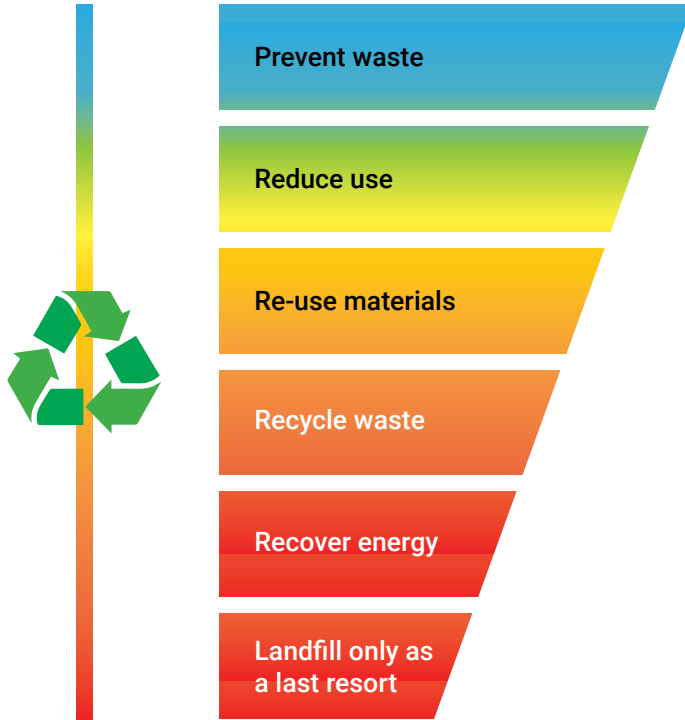 Prevent waste
Reduce use
Re-use materials
Recycle waste
Recover energy
Landfill only as
a last resort